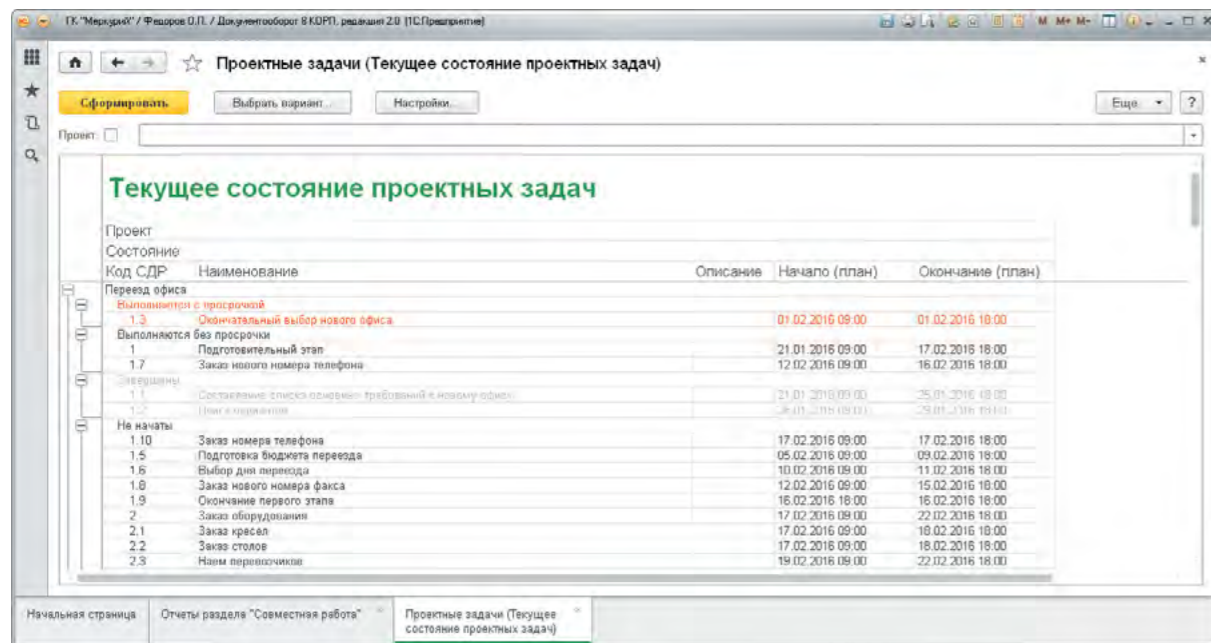 ГК "Меркурий" / Федоров О.П. / Документооборот 8 КОРП, редакция 2.0 (1С:Предприятие)
M M+ M-
Проектные задачи (Текущее состояние проектных задач)
Сформировать Выбрать вариант... Настройки... Еще ?
Проект:
Текущее состояние проектных задач
Проект
Состояние
Код СДР Наименование Описание Начало (план) Окончание (план)
Переезд офиса
Выполняются с просрочкой
1.3 Окончательный выбор нового офиса 01.02.2016 09:00 01.02.2016 18:00
Выполняются без просрочки
1 Подготовительный этап 21.01.2016 09:00 17.02.2016 18:00
1.7 Заказ нового номера телефона 12.02.2016 09:00 16.02.2016 18:00
Завершены
1.1 Составление списка основных требований к новому офису 21.01.2016 09:00 25.01.2016 18:00
1.2
Не начаты
1.10 Заказ номера телефона 17.02.2016 09:00 17.02.2016 18:00
1.5 Подготовка бюджета переезда 05.02.2016 09:00 09.02.2016 18:00
1.6 Выбор дня переезда 10.02.2016 09:00 11.02.2016 18:00
1.8 Заказ нового номера факса 12.02.2016 09:00 15.02.2016 18:00
1.9 Окончание первого этапа 16.02.2016 18:00 16.02.2016 18:00
2 Заказ оборудования 17.02.2016 09:00 22.02.2016 18:00
2.1 Заказ кресел 17.02.2016 09:00 18.02.2016 18:00
2.2 Заказ столов 17.02.2016 09:00 18.02.2016 18:00
2.3 Наем перевозчиков 19.02.2016 09:00 22.02.2016 18:00
Начальная страница Отчеты раздела "Совместная работа" Проектные задачи (Текущее
состояние проектных задач)